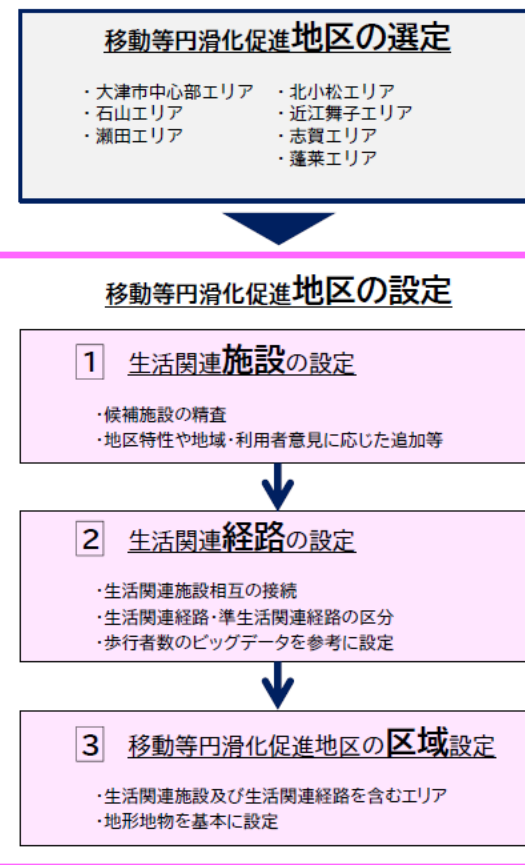 移動等円滑化促進地区の選定
・大津市中心部エリア
・石山エリア
・瀬田エリア
・北小松エリア
・近江舞子エリア
・志賀エリア
・蓬莱エリア
移動等円滑化促進地区の設定
1 生活関連施設の設定
・候補施設の精査
・地区特性や地域・利用者意見に応じた追加等
2 生活関連経路の設定
・生活関連施設相互の接続
・生活関連経路・準生活関連経路の区分
・歩行者数のビッグデータを参考に設定
3 移動等円滑化促進地区の区域設定
・生活関連施設及び生活関連経路を含むエリア
・地形地物を基本に設定